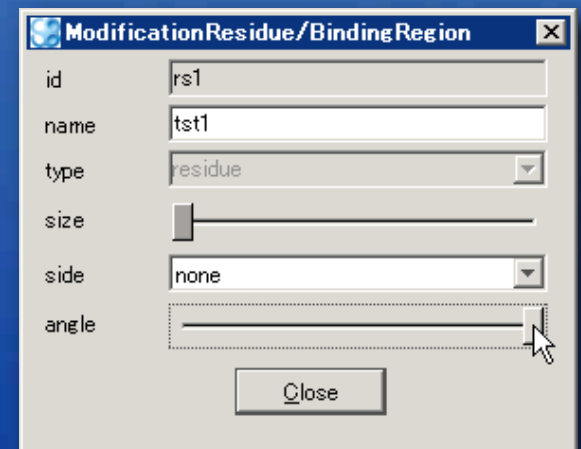 ModificationResidue/BindingRegion
id rs1
name tst1
type residue
size
side none
angle
Close